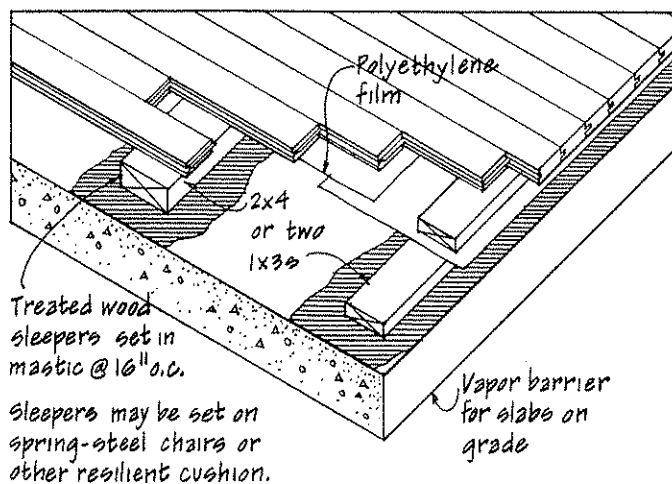 Polyethylene
film
2x4
or two
1x3s
Treated wood
sleepers set in
mastic @ 16" o.c.
Sleepers may be set on
spring-steel chairs or
other resilient cushion.
Vapor barrier
for slabs on
grade